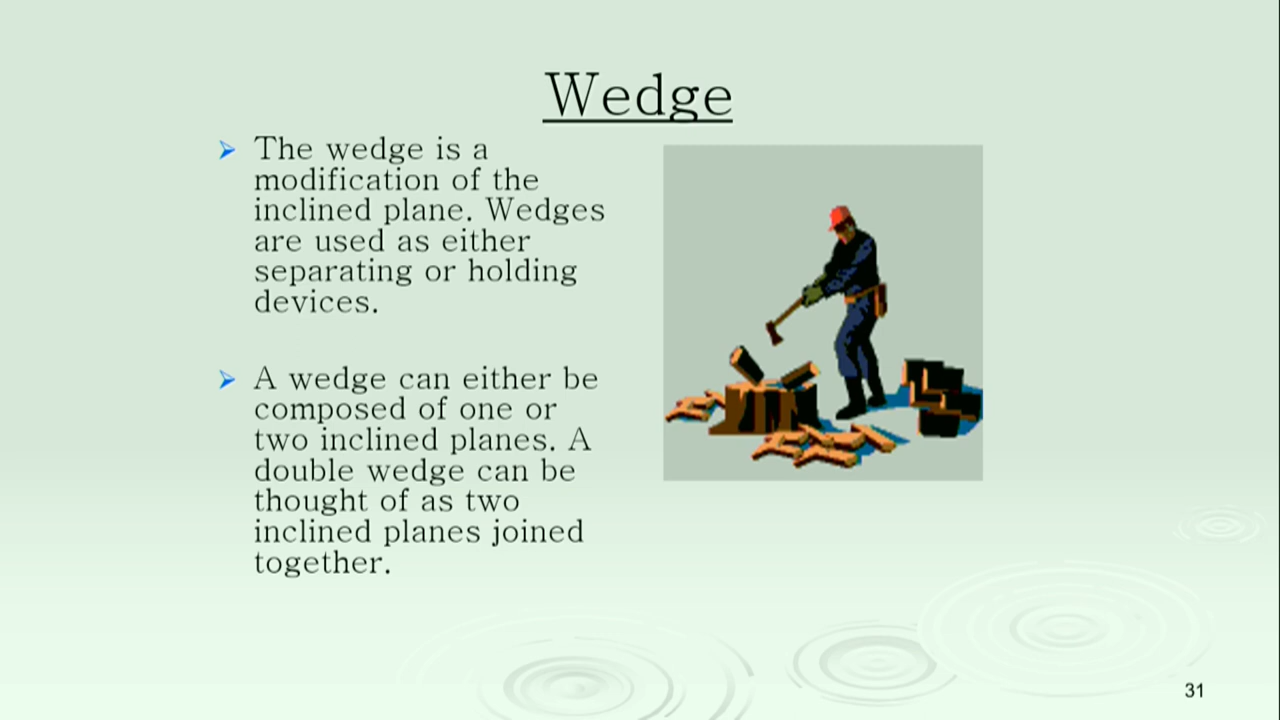 Wedge
The wedge is a
modification of the
inclined plane. Wedges
are used as either
separating or holding
devices.
A wedge can either be
composed of one or
two inclined planes. A
double wedge can be
thought of as two
inclined planes joined
together.
31